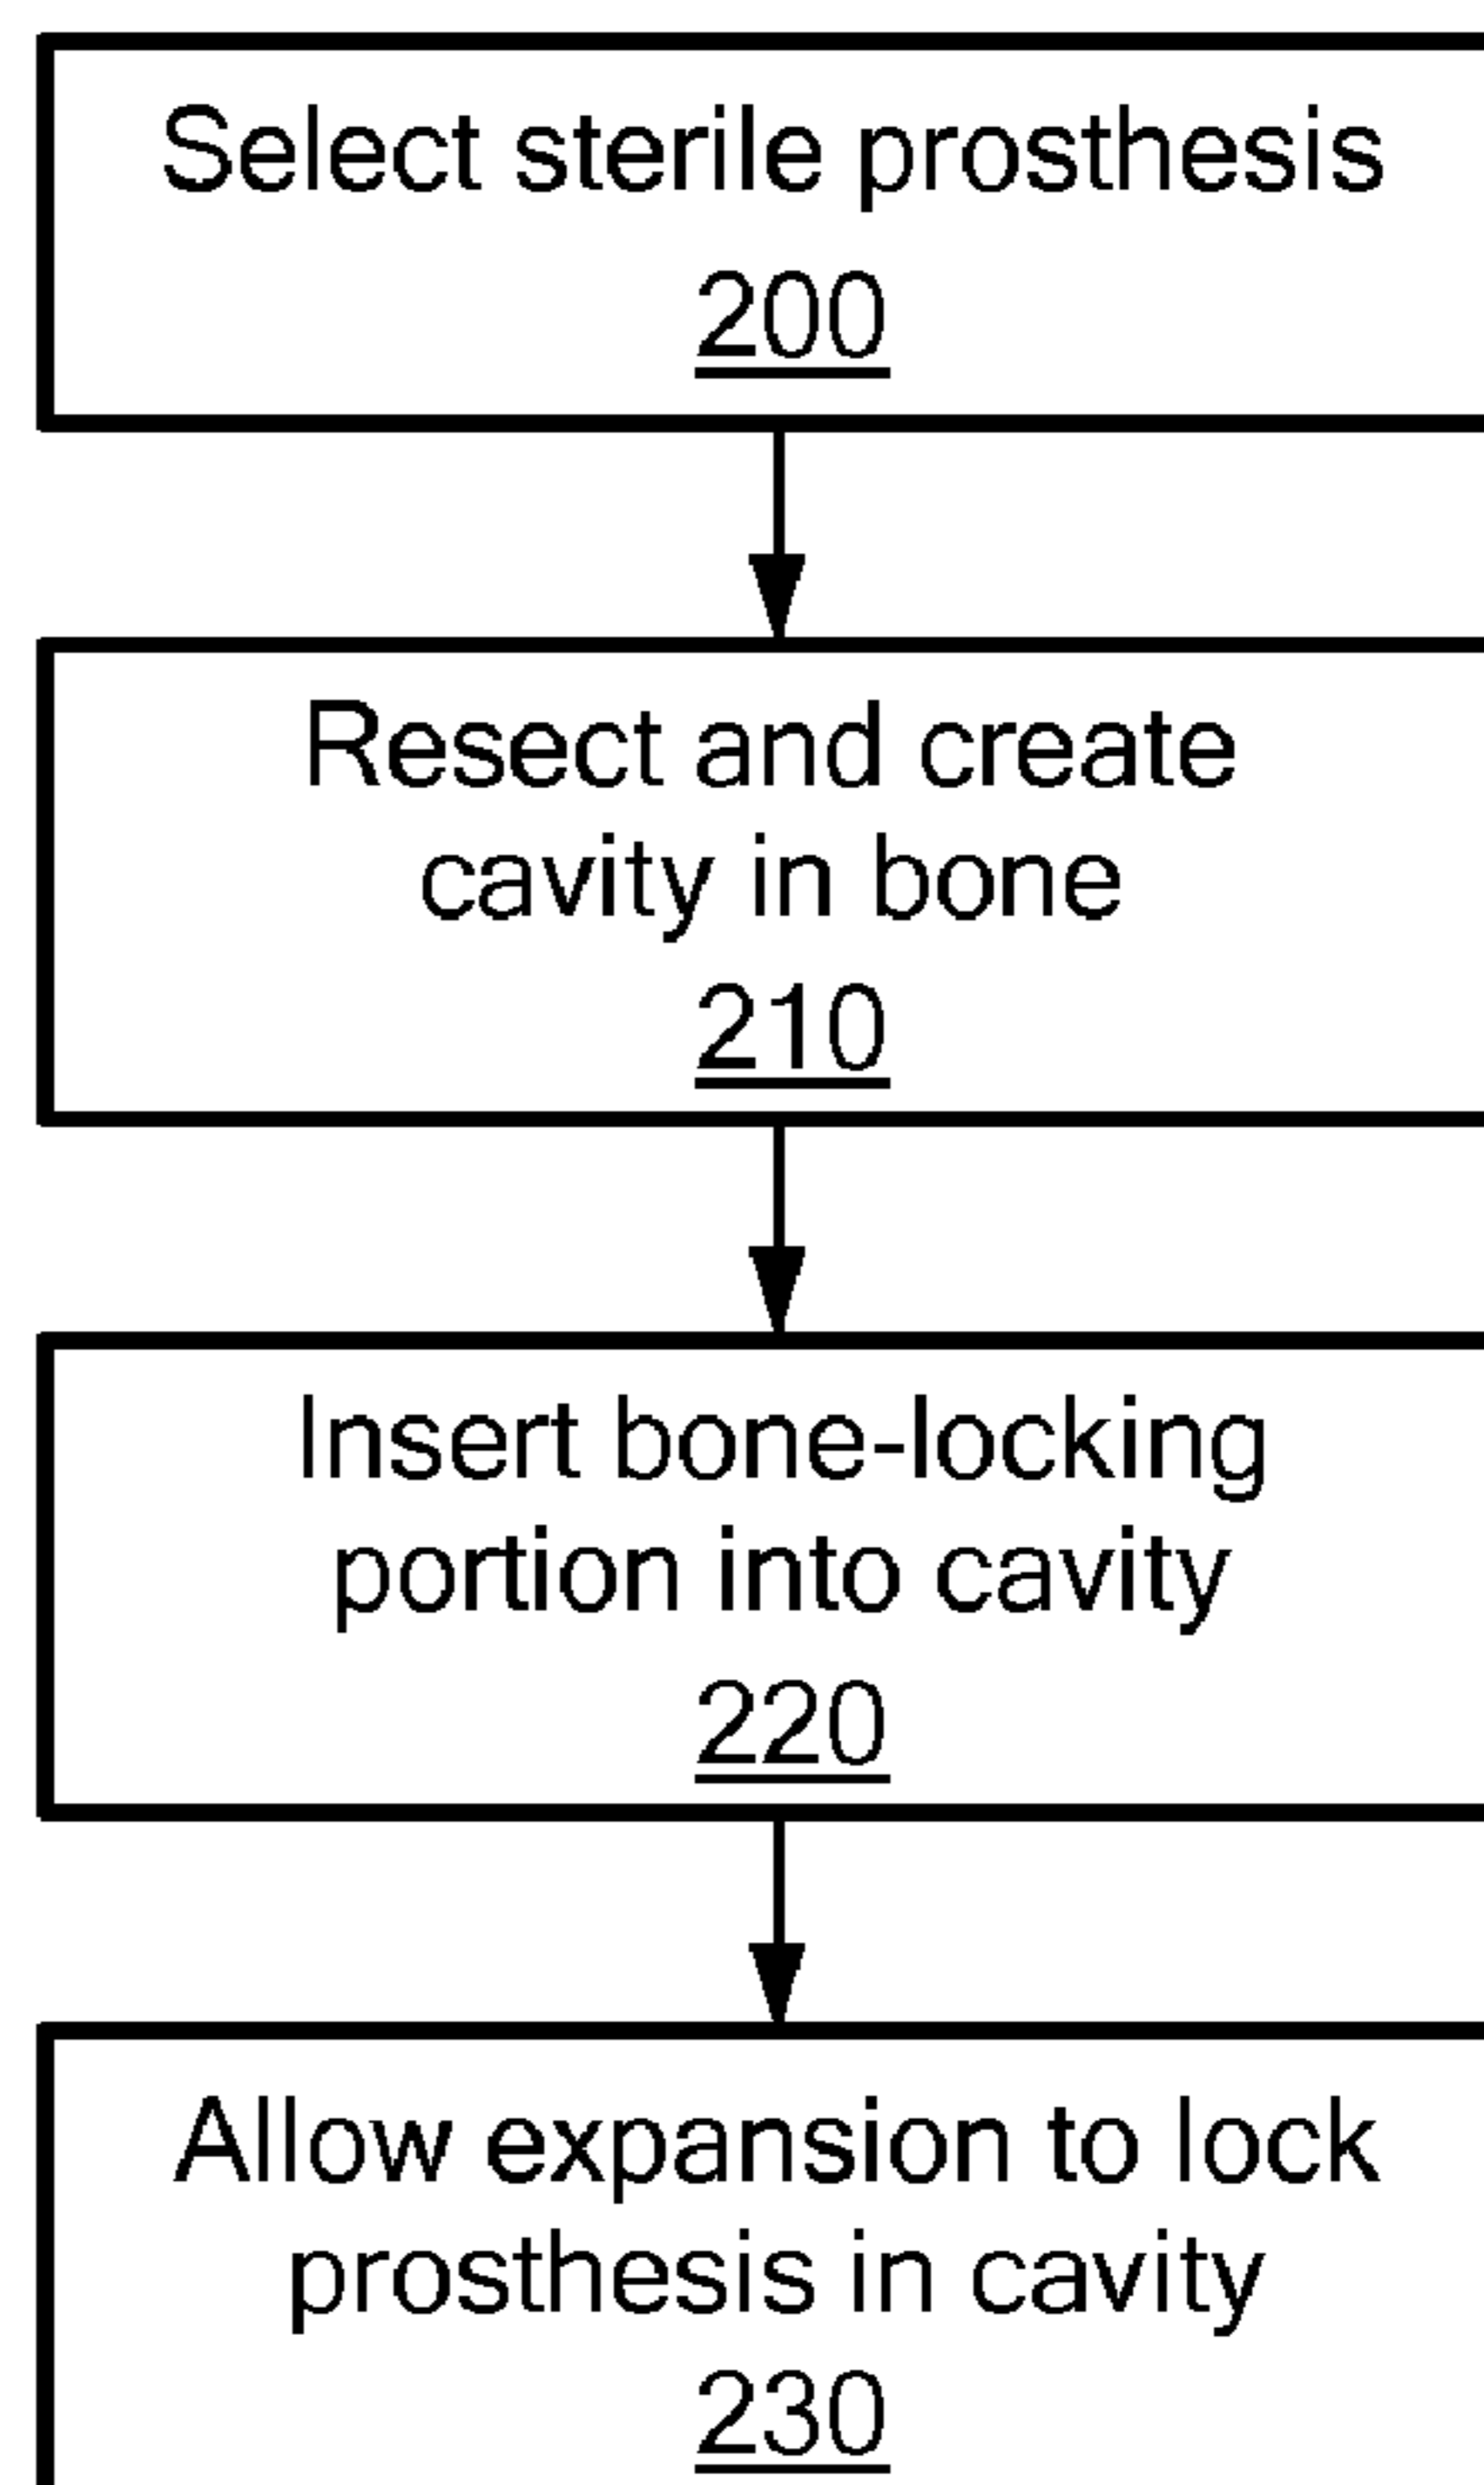 Select sterile prosthesis
200
Resect and create
cavity in bone
210
Insert bone-locking
portion into cavity
220
Allow expansion to lock
prosthesis in cavity
230